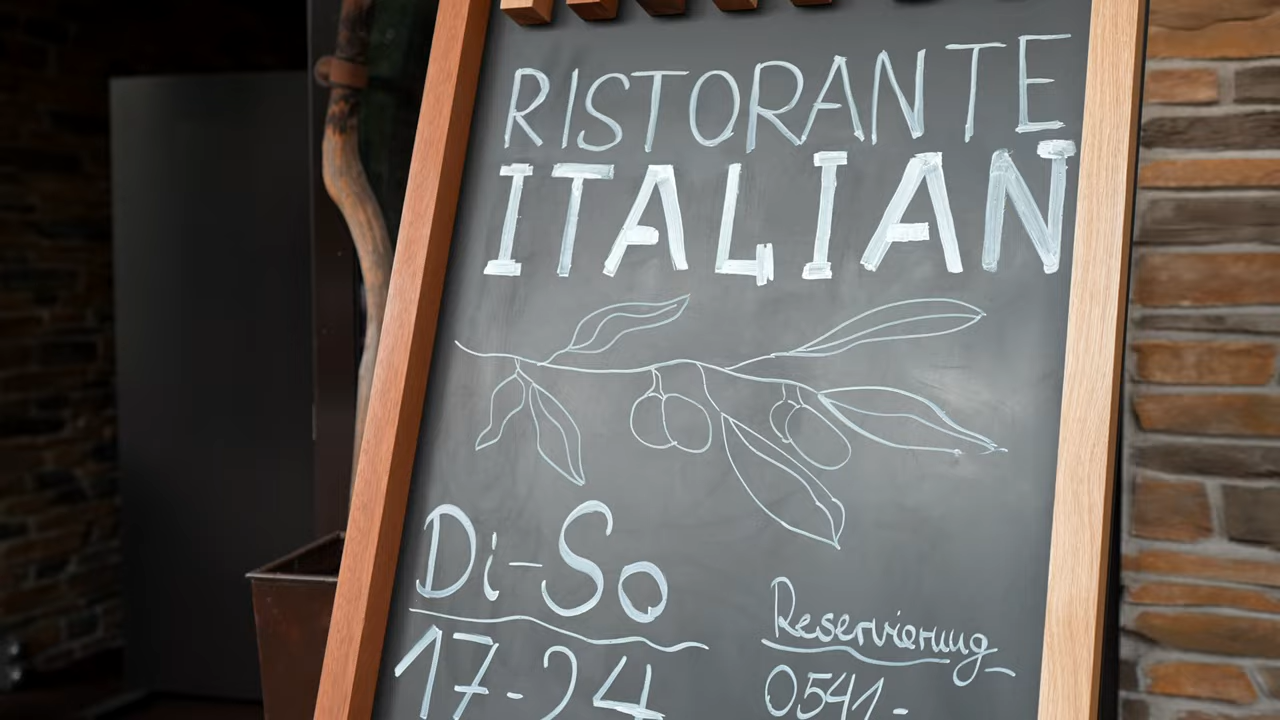 RISTORANTE
ITALIAN
Di-So
17-24
Reservierung
0541-